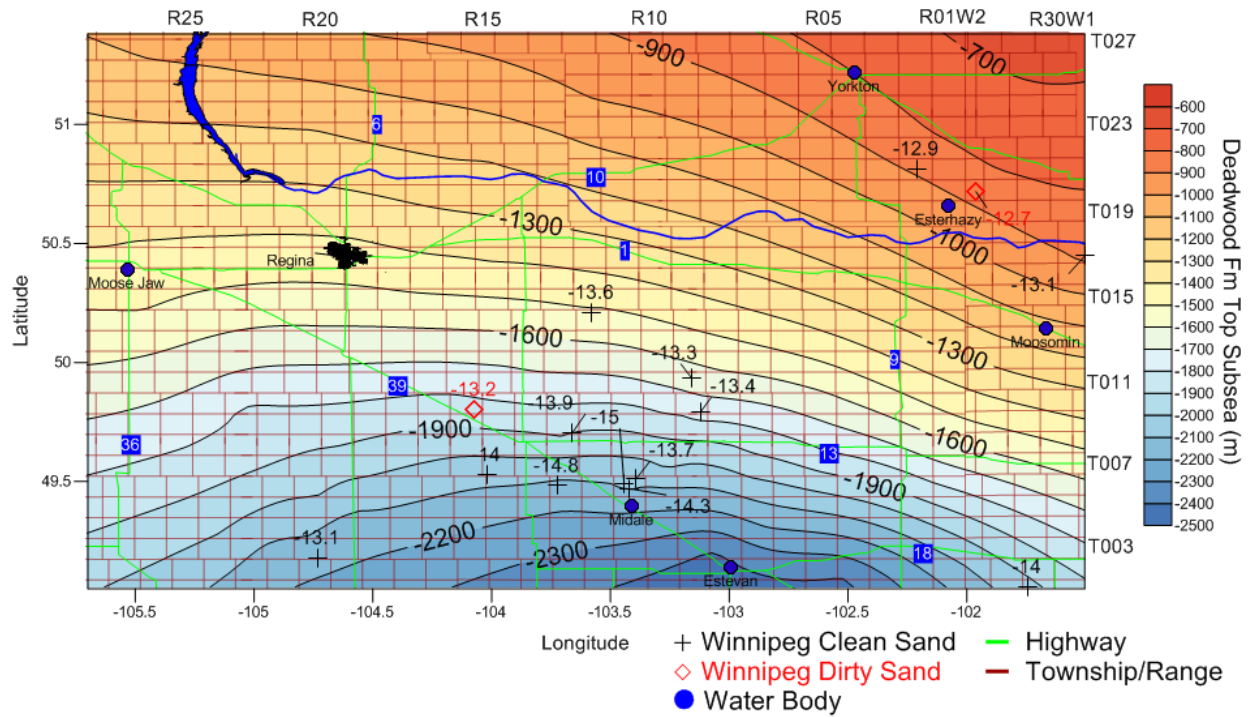 R25 R20 R15 R10 R05 R01W2 R30W1
-900
-700
T027
Yorkton
-600
51
6
-700
T023
-12.9
-800
10
-900
-12.7
-1000
T019
Esterhazy
-1300
-1000
-1100
50.5
1
-1200
Regina
-1300
Moose Jaw
-13.1
-13.6
T015
-1400
-1500
Moosomin
-1600
-13.3
-1300
-1600
50
9
-1700
39
-13.4
T011
-1800
-13.2
-13.9
-15
-1900
-1900
-1600
-2000
36
13
-2100
14
-14.8
-13.7
T007
-2200
49.5
-1900
-2300
-14.3
-2400
Midale
-2500
-13.1
-2200
T003
-2300
18
-14
Estevan
Latitude
Deadwood Fm Top Subsea (m)
-105.5 -105 -104.5 -104 -103.5 -103 -102.5 -102
Longitude
Winnipeg Clean Sand
Highway
Winnipeg Dirty Sand
Township/Range
Water Body